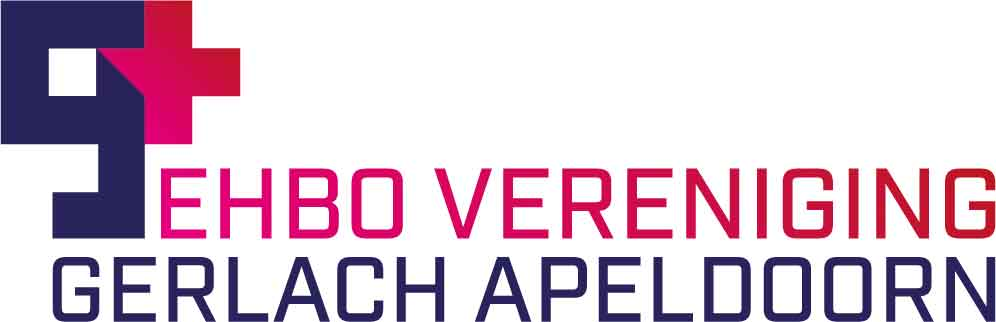 EHBO VERENIGING
GERLACH APELDOORN